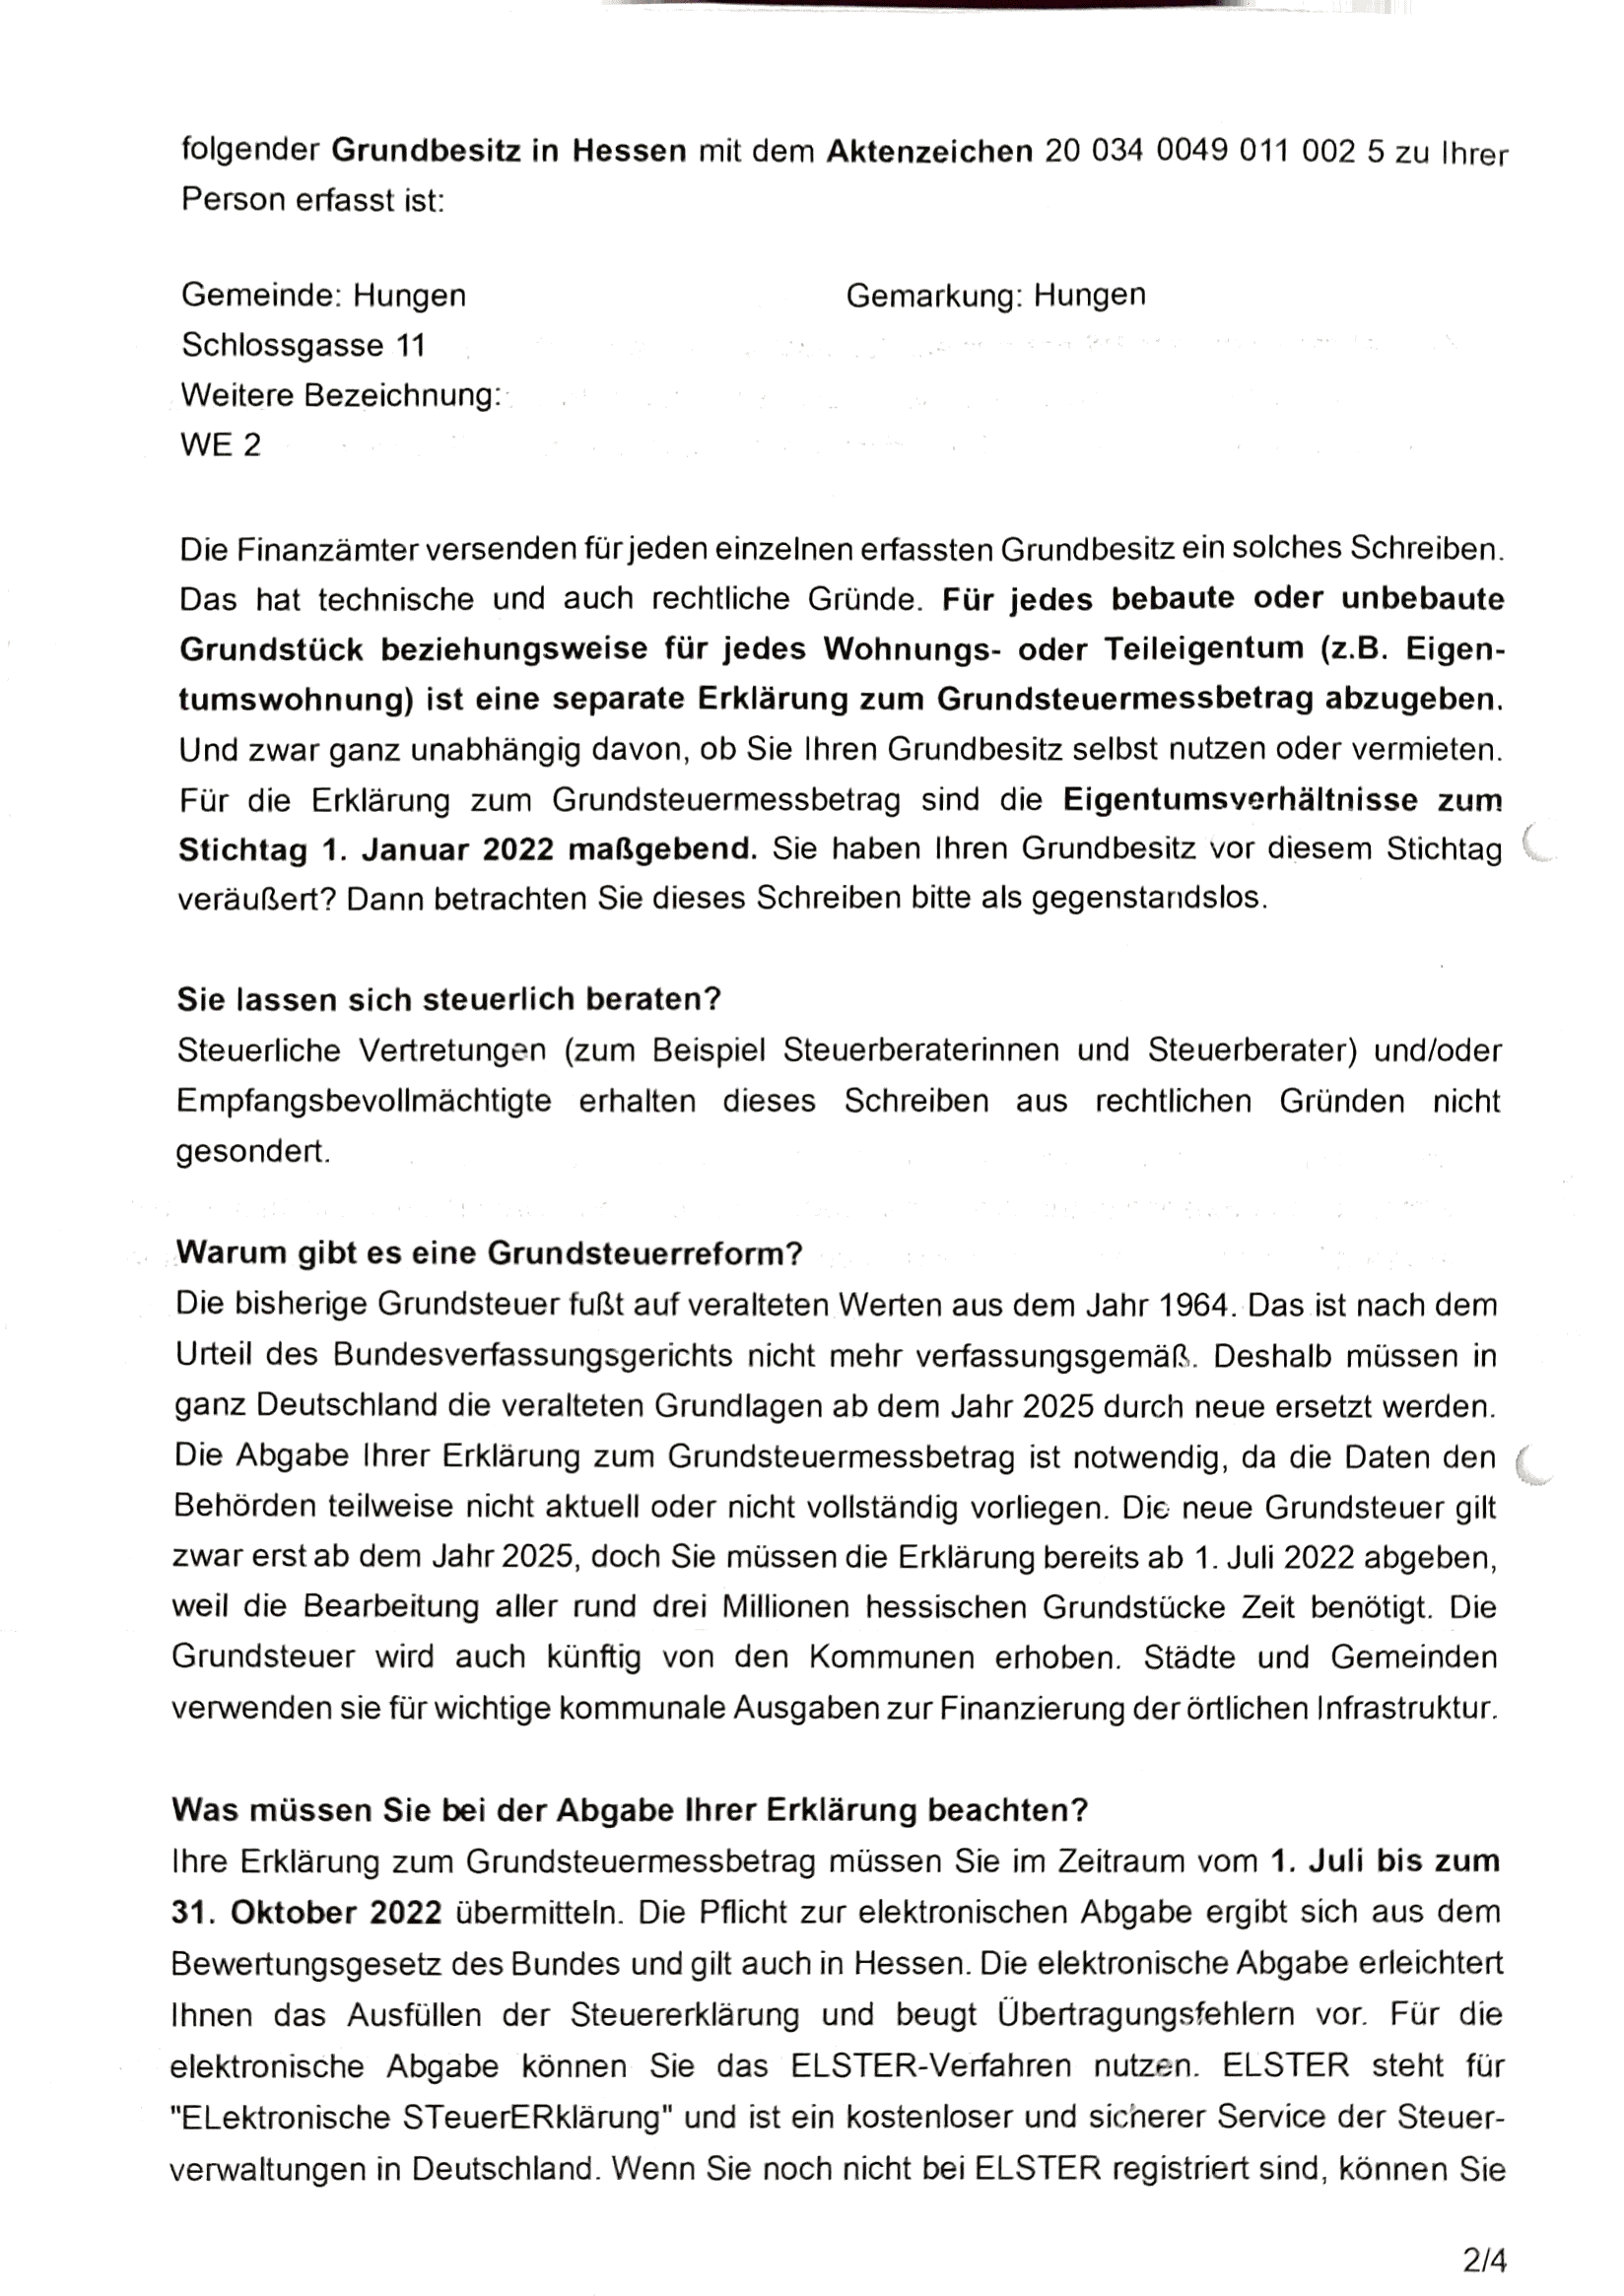 folgender Grundbesitz in Hessen mit dem Aktenzeichen 20 034 0049 011 002 5 zu Ihrer
Person erfasst ist:
Gemeinde: Hungen Gemarkung: Hungen
Schlossgasse 11
Weitere Bezeichnung:
WE 2
Die Finanzämter versenden für jeden einzelnen erfassten Grundbesitz ein solches Schreiben.
Das hat technische und auch rechtliche Gründe. Für jedes bebaute oder unbebaute
Grundstück beziehungsweise für jedes Wohnungs- oder Teileigentum (z.B. Eigen-
tumswohnung) ist eine separate Erklärung zum Grundsteuermessbetrag abzugeben.
Und zwar ganz unabhängig davon, ob Sie Ihren Grundbesitz selbst nutzen oder vermieten.
Für die Erklärung zum Grundsteuermessbetrag sind die Eigentumsverhältnisse zum
Stichtag 1. Januar 2022 maßgebend. Sie haben Ihren Grundbesitz vor diesem Stichtag
veräußert? Dann betrachten Sie dieses Schreiben bitte als gegenstandslos.
Sie lassen sich steuerlich beraten?
Steuerliche Vertretungen (zum Beispiel Steuerberaterinnen und Steuerberater) und/oder
Empfangsbevollmächtigte erhalten dieses Schreiben aus rechtlichen Gründen nicht
gesondert.
Warum gibt es eine Grundsteuerreform?
Die bisherige Grundsteuer fußt auf veralteten Werten aus dem Jahr 1964. Das ist nach dem
Urteil des Bundesverfassungsgerichts nicht mehr verfassungsgemäß. Deshalb müssen in
ganz Deutschland die veralteten Grundlagen ab dem Jahr 2025 durch neue ersetzt werden.
Die Abgabe Ihrer Erklärung zum Grundsteuermessbetrag ist notwendig, da die Daten den
Behörden teilweise nicht aktuell oder nicht vollständig vorliegen. Die neue Grundsteuer gilt
zwar erst ab dem Jahr 2025, doch Sie müssen die Erklärung bereits ab 1. Juli 2022 abgeben,
weil die Bearbeitung aller rund drei Millionen hessischen Grundstücke Zeit benötigt. Die
Grundsteuer wird auch künftig von den Kommunen erhoben. Städte und Gemeinden
verwenden sie für wichtige kommunale Ausgaben zur Finanzierung der örtlichen Infrastruktur.
Was müssen Sie bei der Abgabe Ihrer Erklärung beachten?
Ihre Erklärung zum Grundsteuermessbetrag müssen Sie im Zeitraum vom 1. Juli bis zum
31. Oktober 2022 übermitteln. Die Pflicht zur elektronischen Abgabe ergibt sich aus dem
Bewertungsgesetz des Bundes und gilt auch in Hessen. Die elektronische Abgabe erleichtert
Ihnen das Ausfüllen der Steuererklärung und beugt Übertragungsfehlern vor. Für die
elektronische Abgabe können Sie das ELSTER-Verfahren nutzen. ELSTER steht für
"ELektronische STeuerERklärung" und ist ein kostenloser und sicherer Service der Steuer-
verwaltungen in Deutschland. Wenn Sie noch nicht bei ELSTER registriert sind, können Sie
2/4